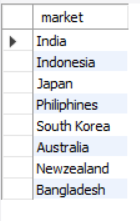 market
India
Indonesia
Japan
Philiphines
South Korea
Australia
Newzealand
Bangladesh